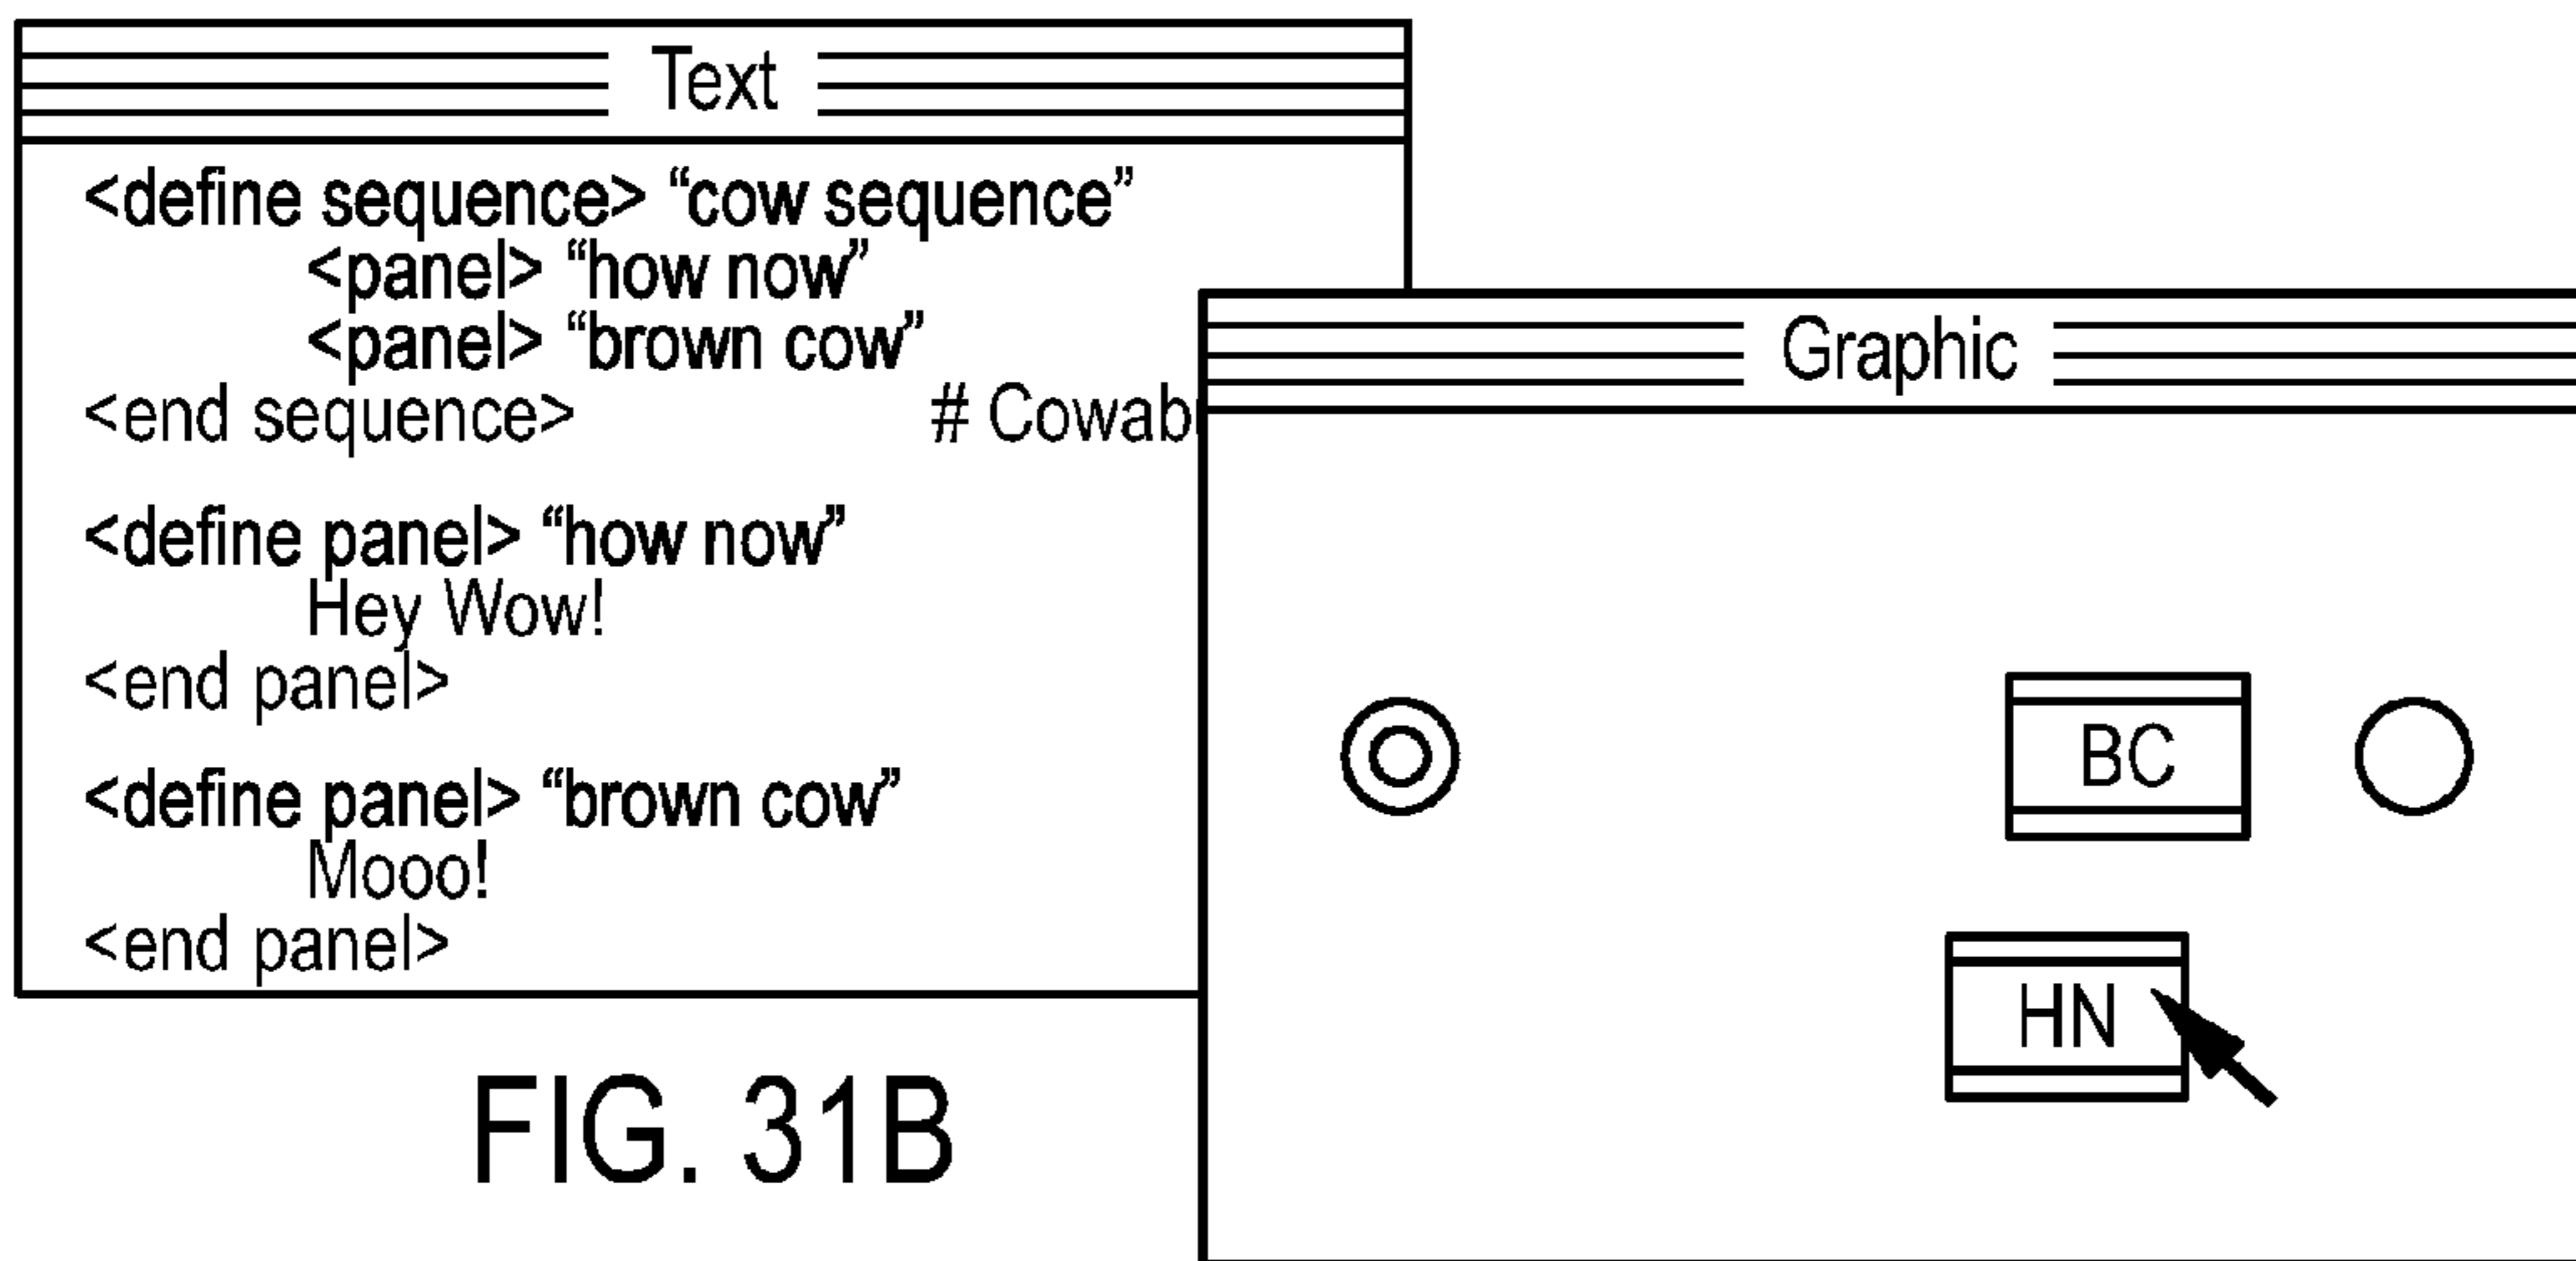 Text
<define sequence> “cow sequence”
<panel> “how now”
<panel> “brown cow”
<end sequence> #
<define panel> “how now”
Hey Wow!
<end panel>
<define panel> “brown cow”
Mooo!
<end panel>
Graphic
BC
HN
FIG. 31B